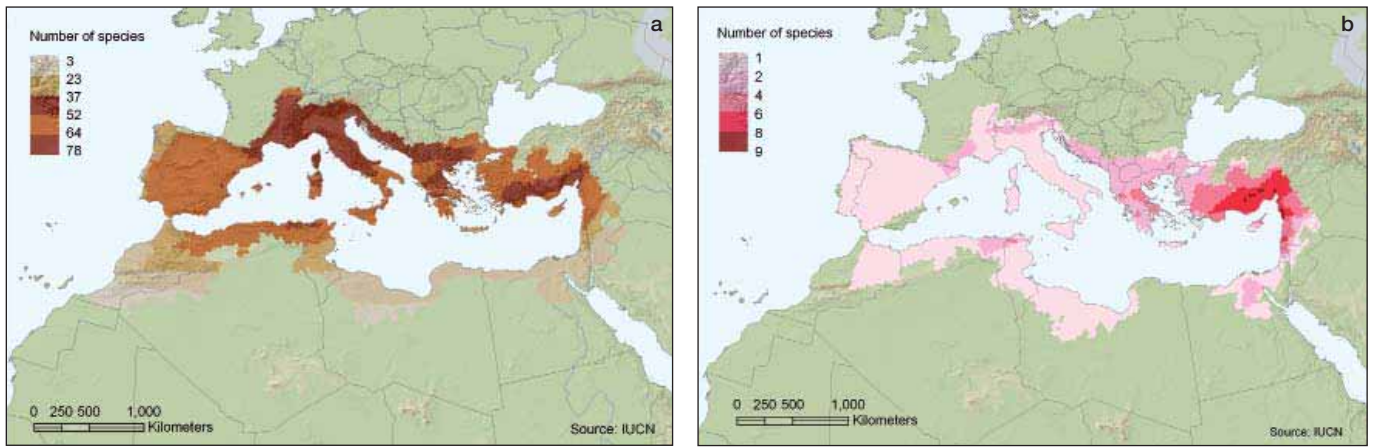 a
Number of species
3
23
37
52
64
78
0 250 500 1,000
Kilometers
Source: IUCN
b
Number of species
1
2
4
6
8
9
0 250 500 1,000
Kilometers
Source: IUCN